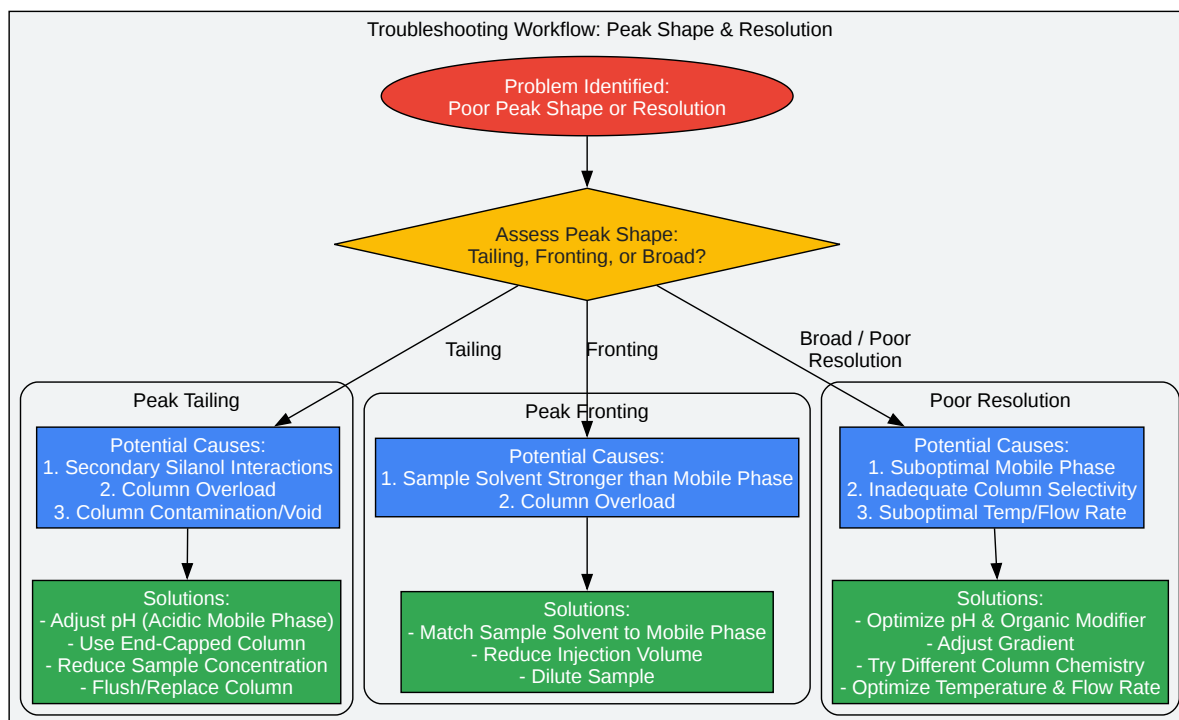 Troubleshooting Workflow: Peak Shape & Resolution
Problem Identified:
Poor Peak Shape or Resolution
Assess Peak Shape:
Tailing, Fronting, or Broad?
Tailing
Fronting
Broad / Poor
Resolution
Peak Tailing
Potential Causes:
1. Secondary Silanol Interactions
2. Column Overload
3. Column Contamination/Void
Solutions:
- Adjust pH (Acidic Mobile Phase)
- Use End-Capped Column
- Reduce Sample Concentration
- Flush/Replace Column
Peak Fronting
Potential Causes:
1. Sample Solvent Stronger than Mobile Phase
2. Column Overload
Solutions:
- Match Sample Solvent to Mobile Phase
- Reduce Injection Volume
- Dilute Sample
Poor Resolution
Potential Causes:
1. Suboptimal Mobile Phase
2. Inadequate Column Selectivity
3. Suboptimal Temp/Flow Rate
Solutions:
- Optimize pH & Organic Modifier
- Adjust Gradient
- Try Different Column Chemistry
- Optimize Temperature & Flow Rate